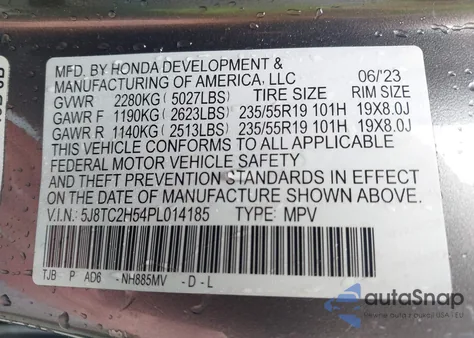 MFD. BY HONDA DEVELOPMENT &
MANUFACTURING OF AMERICA, LLC 06/'23
GVWR 2280KG (5027LBS) TIRE SIZE RIM SIZE
GAWR F 1190KG (2623LBS) 235/55R19 101H 19X8.0J
GAWR R 1140KG (2513LBS) 235/55R19 101H 19X8.0J
THIS VEHICLE CONFORMS TO ALL APPLICABLE
FEDERAL MOTOR VEHICLE SAFETY
AND THEFT PREVENTION STANDARDS IN EFFECT
ON THE DATE OF MANUFACTURE SHOWN ABOVE.
V.I.N.: 5J8TC2H54PL014185 TYPE: MPV
TJB P AD6 -NH885MV -D-L
autoSnap